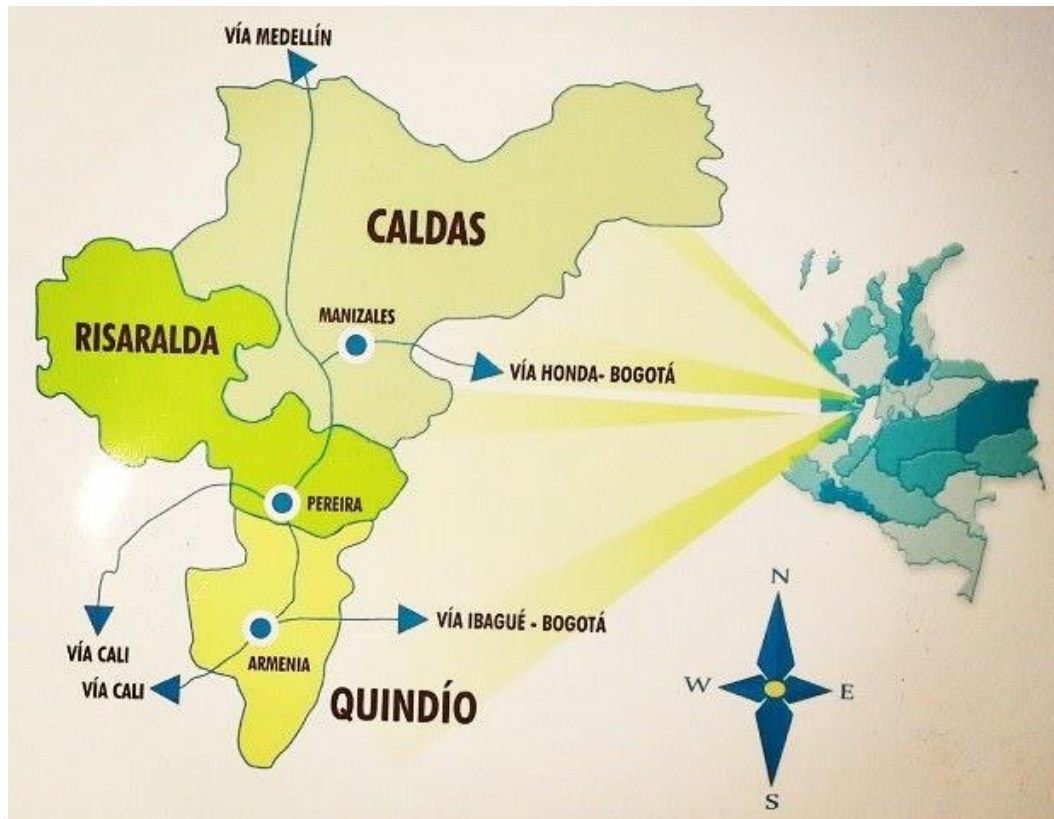 VÍA MEDELLÍN
CALDAS
MANIZALES
RISARALDA
VÍA HONDA- BOGOTÁ
PEREIRA
VÍA IBAGUÉ - BOGOTÁ
VÍA CALI
ARMENIA
VÍA CALI
QUINDÍO
N
W
E
S